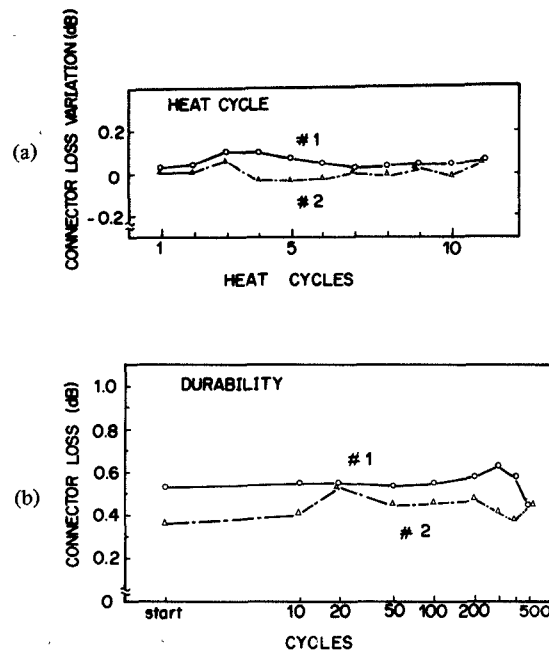 (a)
CONNECTOR LOSS VARIATION (dB)
HEAT CYCLE
0.2
0
-0.2
#1
#2
1 5 10
HEAT CYCLES
(b)
CONNECTOR LOSS (dB)
DURABILITY
1.0
0.8
0.6
0.4
0.2
0
#1
#2
start 10 20 50 100 200 500
CYCLES